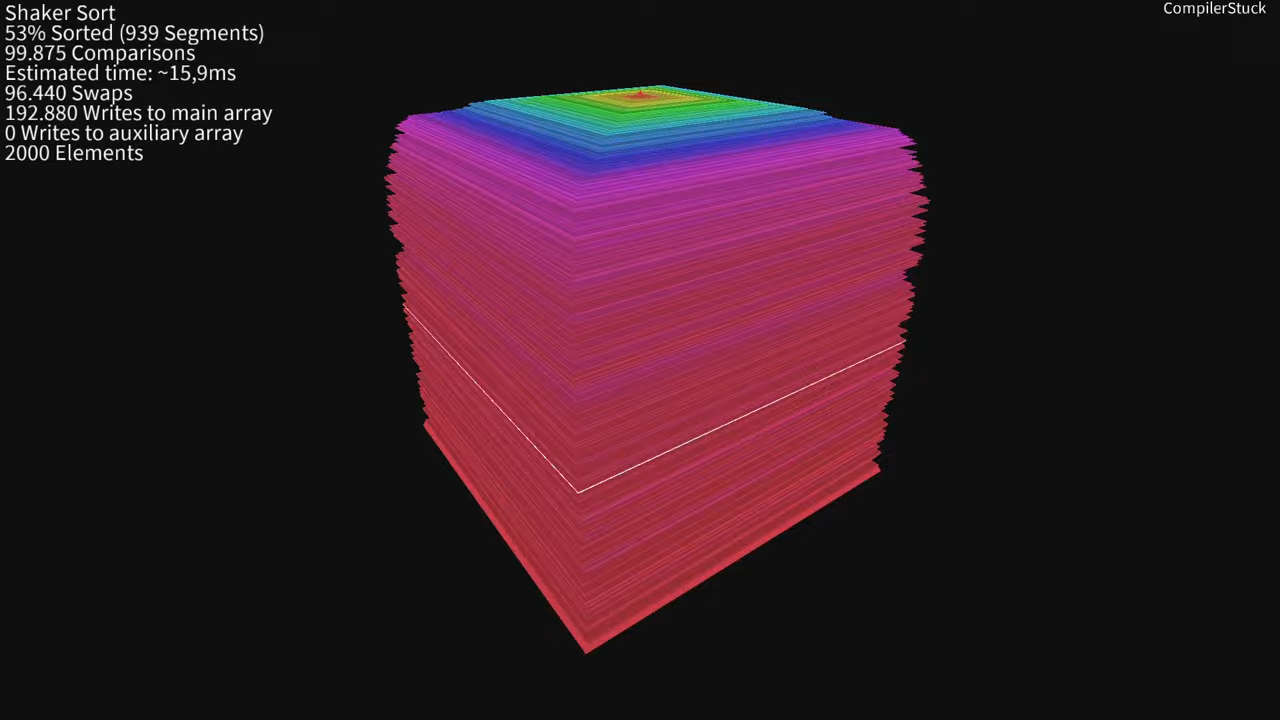 Shaker Sort
53% Sorted (939 Segments)
99.875 Comparisons
Estimated time: ~15,9ms
96.440 Swaps
192.880 Writes to main array
0 Writes to auxiliary array
2000 Elements
CompilerStuck